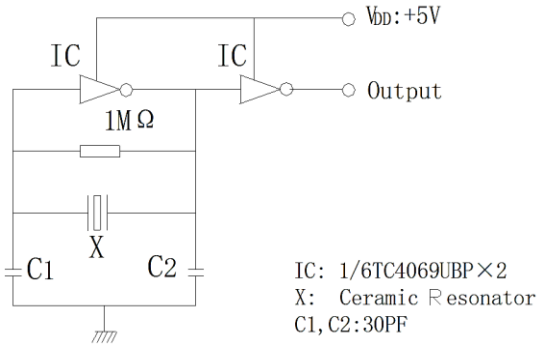 VDD:+5V
IC
IC
Output
1MΩ
X
C1
C2
IC: 1/6TC4069UBP×2
X: Ceramic Resonator
C1,C2:30PF